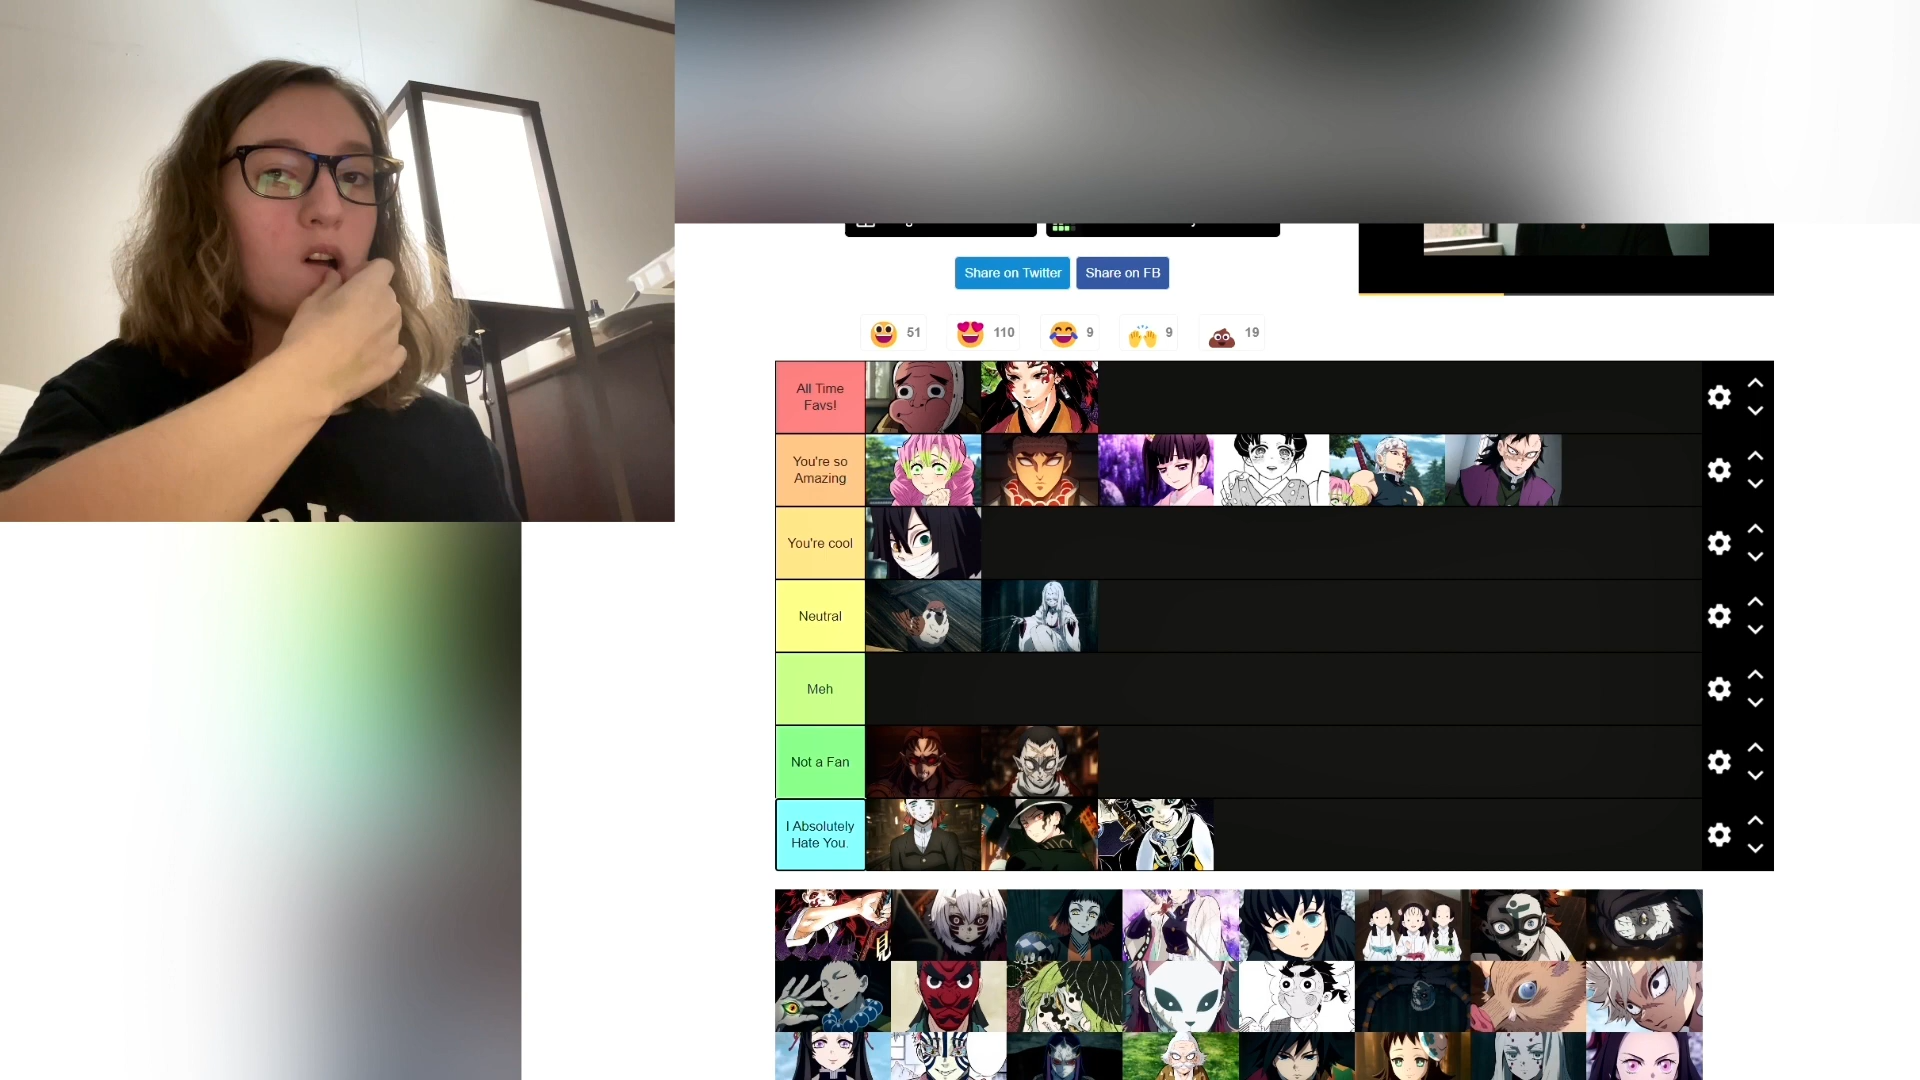 Share on Twitter
Share on FB
51
110
9
9
19
All Time
Favs!
You're so
Amazing
You're cool
Neutral
Meh
Not a Fan
I Absolutely
Hate You.
見